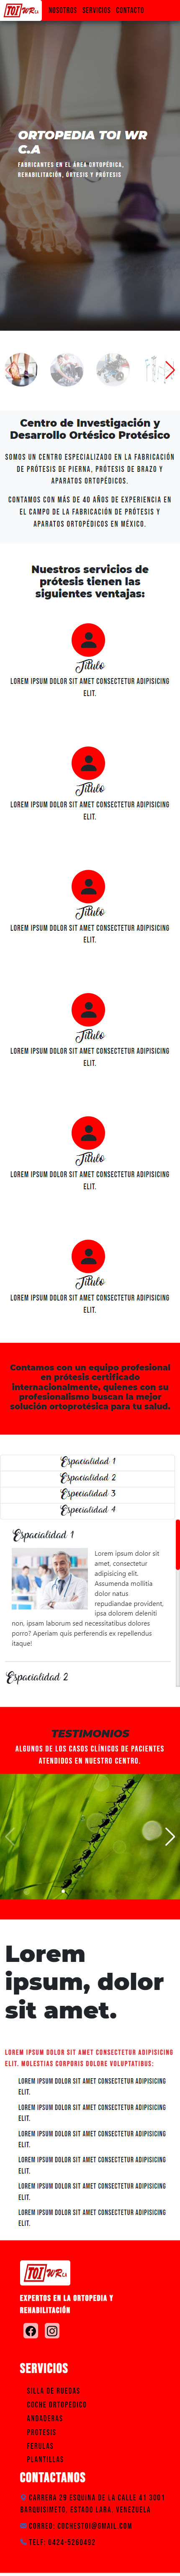 TOI WR C.A
NOSOTROS SERVICIOS CONTACTO
ORTOPEDIA TOI WR
C.A
FABRICANTES EN EL ÁREA ORTOPÉDICA,
REHABILITACIÓN, ÓRTESIS Y PRÓTESIS
Centro de Investigación y
Desarrollo Ortésico Protésico
SOMOS UN CENTRO ESPECIALIZADO EN LA FABRICACIÓN
DE PRÓTESIS DE PIERNA, PRÓTESIS DE BRAZO Y
APARATOS ORTOPÉDICOS.
CONTAMOS CON MÁS DE 40 AÑOS DE EXPERIENCIA EN
EL CAMPO DE LA FABRICACIÓN DE PRÓTESIS Y
APARATOS ORTOPÉDICOS EN MÉXICO.
Nuestros servicios de
prótesis tienen las
siguientes ventajas:
Titulo
LOREM IPSUM DOLOR SIT AMET CONSECTETUR ADIPISICING
ELIT.
Titulo
LOREM IPSUM DOLOR SIT AMET CONSECTETUR ADIPISICING
ELIT.
Titulo
LOREM IPSUM DOLOR SIT AMET CONSECTETUR ADIPISICING
ELIT.
Titulo
LOREM IPSUM DOLOR SIT AMET CONSECTETUR ADIPISICING
ELIT.
Titulo
LOREM IPSUM DOLOR SIT AMET CONSECTETUR ADIPISICING
ELIT.
Titulo
LOREM IPSUM DOLOR SIT AMET CONSECTETUR ADIPISICING
ELIT.
Contamos con un equipo profesional
en prótesis certificado
internacionalmente, quienes con su
profesionalismo buscan la mejor
solución ortoprotésica para tu salud.
Espacialidad 1
Espacialidad 2
Especialidad 3
Especialidad 4
Espacialidad 1
Lorem ipsum dolor sit
amet, consectetur
adipisicing elit.
Assumenda mollitia
dolor natus
repudiandae provident,
ipsa dolorem deleniti
non, ipsam laborum sed necessitatibus dolores
porro? Aperiam quis perferendis ex repellendus
itaque!
Espacialidad 2
TESTIMONIOS
ALGUNOS DE LAS CASOS CLÍNICOS DE PACIENTES
ATENDIDOS EN NUESTRO CENTRO.
Lorem
ipsum, dolor
sit amet.
LOREM IPSUM DOLOR SIT AMET CONSECTETUR ADIPISICING
ELIT. MOLESTIAS CORPORIS DOLORE VOLUPTATIBUS:
LOREM IPSUM DOLOR SIT AMET CONSECTETUR ADIPISICING
ELIT.
LOREM IPSUM DOLOR SIT AMET CONSECTETUR ADIPISICING
ELIT.
LOREM IPSUM DOLOR SIT AMET CONSECTETUR ADIPISICING
ELIT.
LOREM IPSUM DOLOR SIT AMET CONSECTETUR ADIPISICING
ELIT.
LOREM IPSUM DOLOR SIT AMET CONSECTETUR ADIPISICING
ELIT.
LOREM IPSUM DOLOR SIT AMET CONSECTETUR ADIPISICING
ELIT.
TOI WR C.A
EXPERTOS EN LA ORTOPEDIA Y
REHABILITACIÓN
SERVICIOS
SILLA DE RUEDAS
COCHE ORTOPEDICO
ANDADERAS
PROTESIS
FERULAS
PLANTILLAS
CONTACTANOS
CARRERA 25 ESQUINA DE LA CALLE 41 3001
BARQUISIMETO, ESTADO LARA, VENEZUELA
CORREO: COCHESTOI@GMAIL.COM
TELF: 0424-5260492